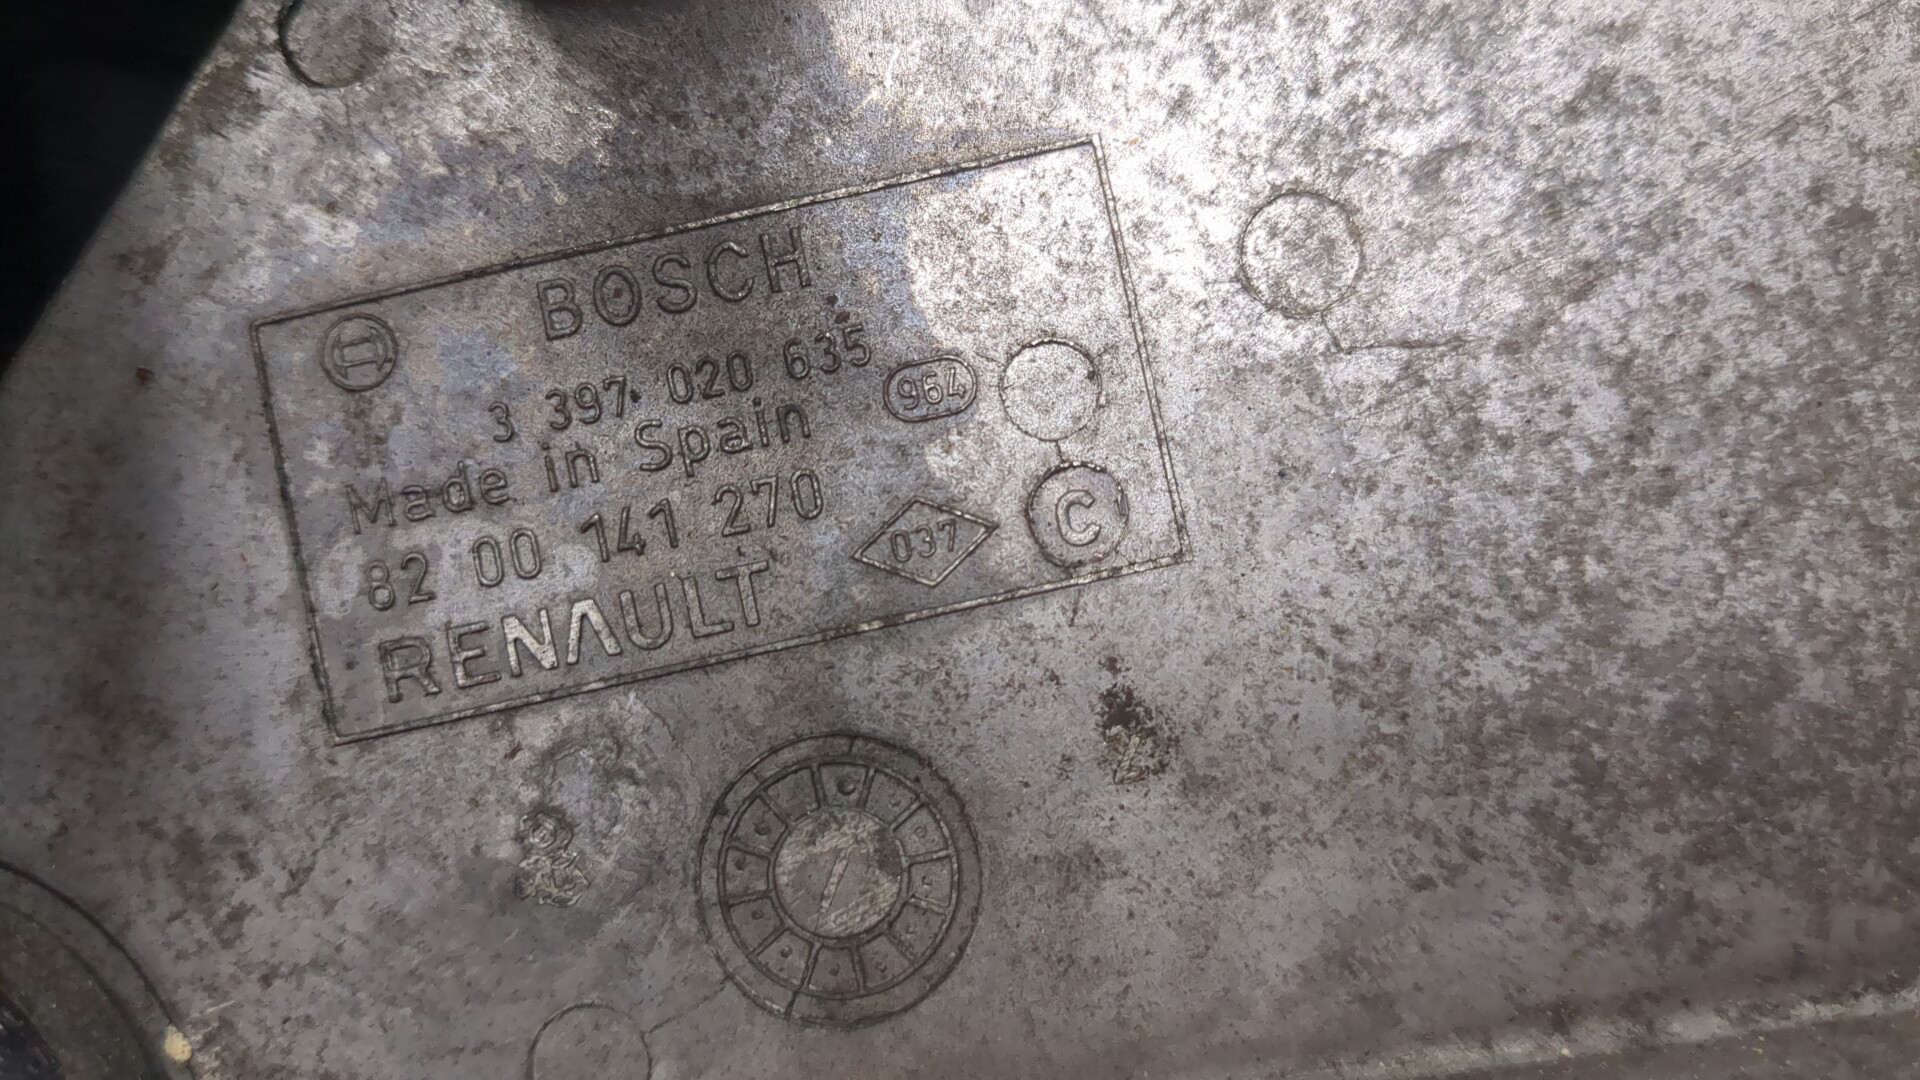 BOSCH
3 397 020 635
964
Made in Spain
82 00 141 270
037
C
RENAULT